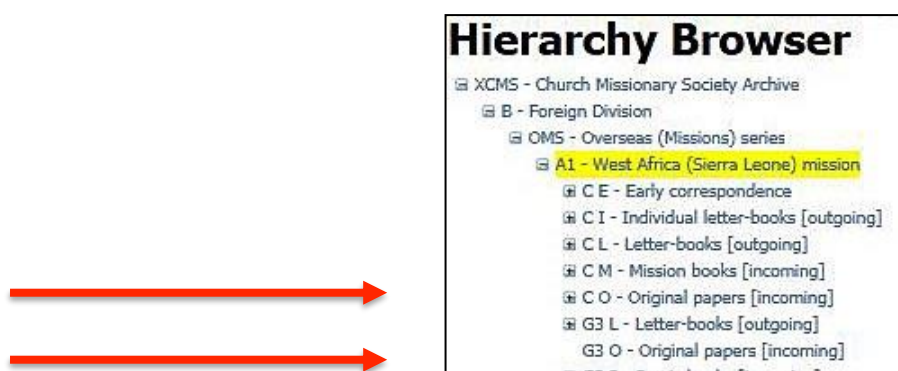 Hierarchy Browser
XCMS - Church Missionary Society Archive
B - Foreign Division
OMS - Overseas (Missions) series
A1 - West Africa (Sierra Leone) mission
C E - Early correspondence
C I - Individual letter-books [outgoing]
C L - Letter-books [outgoing]
C M - Mission books [incoming]
C O - Original papers [incoming]
G3 L - Letter-books [outgoing]
G3 O - Original papers [incoming]